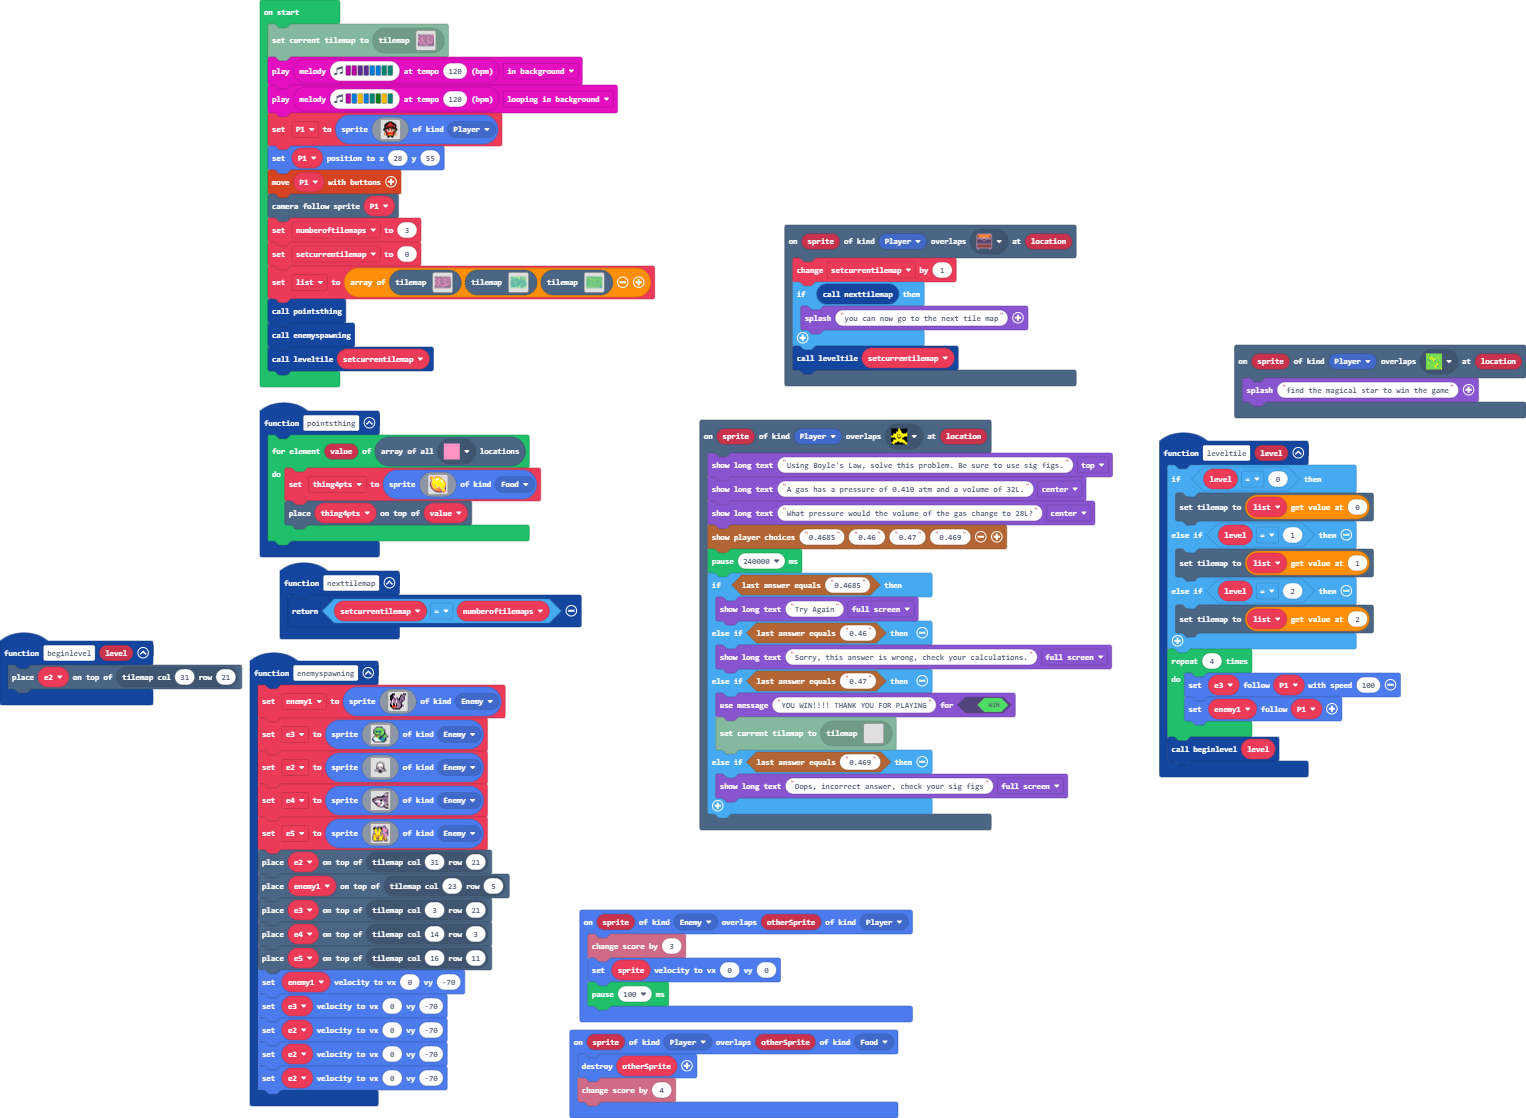 on start
set current tilemap to tilemap
play melody at tempo 120 (bpm) in background
play melody at tempo 120 (bpm) looping in background
set P1 to sprite of kind Player
set P1 position to x 28 y 55
move P1 with buttons
camera follow sprite P1
set numberoftilemaps to 3
set setcurrentilemap to 0
set list to array of tilemap tilemap tilemap
call pointsthing
call enemyspawning
call leveltile setcurrentilemap
function pointsthing
for element value of array of all locations
do
set thing4pts to sprite of kind Food
place thing4pts on top of value
function nexttilemap
return setcurrentilemap = numberoftilemaps
function beginlevel level
place e2 on top of tilemap col 31 row 21
function enemyspawning
set enemy1 to sprite of kind Enemy
set e3 to sprite of kind Enemy
set e2 to sprite of kind Enemy
set e4 to sprite of kind Enemy
set e5 to sprite of kind Enemy
place e2 on top of tilemap col 31 row 21
place enemy1 on top of tilemap col 23 row 5
place e3 on top of tilemap col 3 row 21
place e4 on top of tilemap col 14 row 3
place e5 on top of tilemap col 16 row 11
set enemy1 velocity to vx 0 vy -70
set e3 velocity to vx 0 vy -70
set e2 velocity to vx 0 vy -70
set e2 velocity to vx 0 vy -70
set e2 velocity to vx 0 vy -70
on sprite of kind Player overlaps at location
change setcurrentilemap by 1
if call nexttilemap then
splash "you can now go to the next tile map"
call leveltile setcurrentilemap
on sprite of kind Player overlaps at location
show long text "Using Boyle's Law, solve this problem. Be sure to use sig figs." top
show long text "A gas has a pressure of 0.410 atm and a volume of 32L." center
show long text "What pressure would the volume of the gas change to 28L?" center
show player choices "0.4685" "0.46" "0.47" "0.469"
pause 240000 ms
if last answer equals "0.4685" then
show long text "Try Again" full screen
else if last answer equals "0.46" then
show long text "Sorry, this answer is wrong, check your calculations." full screen
else if last answer equals "0.47" then
use message "YOU WIN!!!! THANK YOU FOR PLAYING" for WIN
set current tilemap to tilemap
else if last answer equals "0.469" then
show long text "Oops, incorrect answer, check your sig figs" full screen
on sprite of kind Enemy overlaps otherSprite of kind Player
change score by 3
set sprite velocity to vx 0 vy 0
pause 100 ms
on sprite of kind Player overlaps otherSprite of kind Food
destroy otherSprite
change score by 4
on sprite of kind Player overlaps at location
splash "find the magical star to win the game"
function leveltile level
if level = 0 then
set tilemap to list get value at 0
else if level = 1 then
set tilemap to list get value at 1
else if level = 2 then
set tilemap to list get value at 2
repeat 4 times
do
set e3 follow P1 with speed 100
set enemy1 follow P1
call beginlevel level